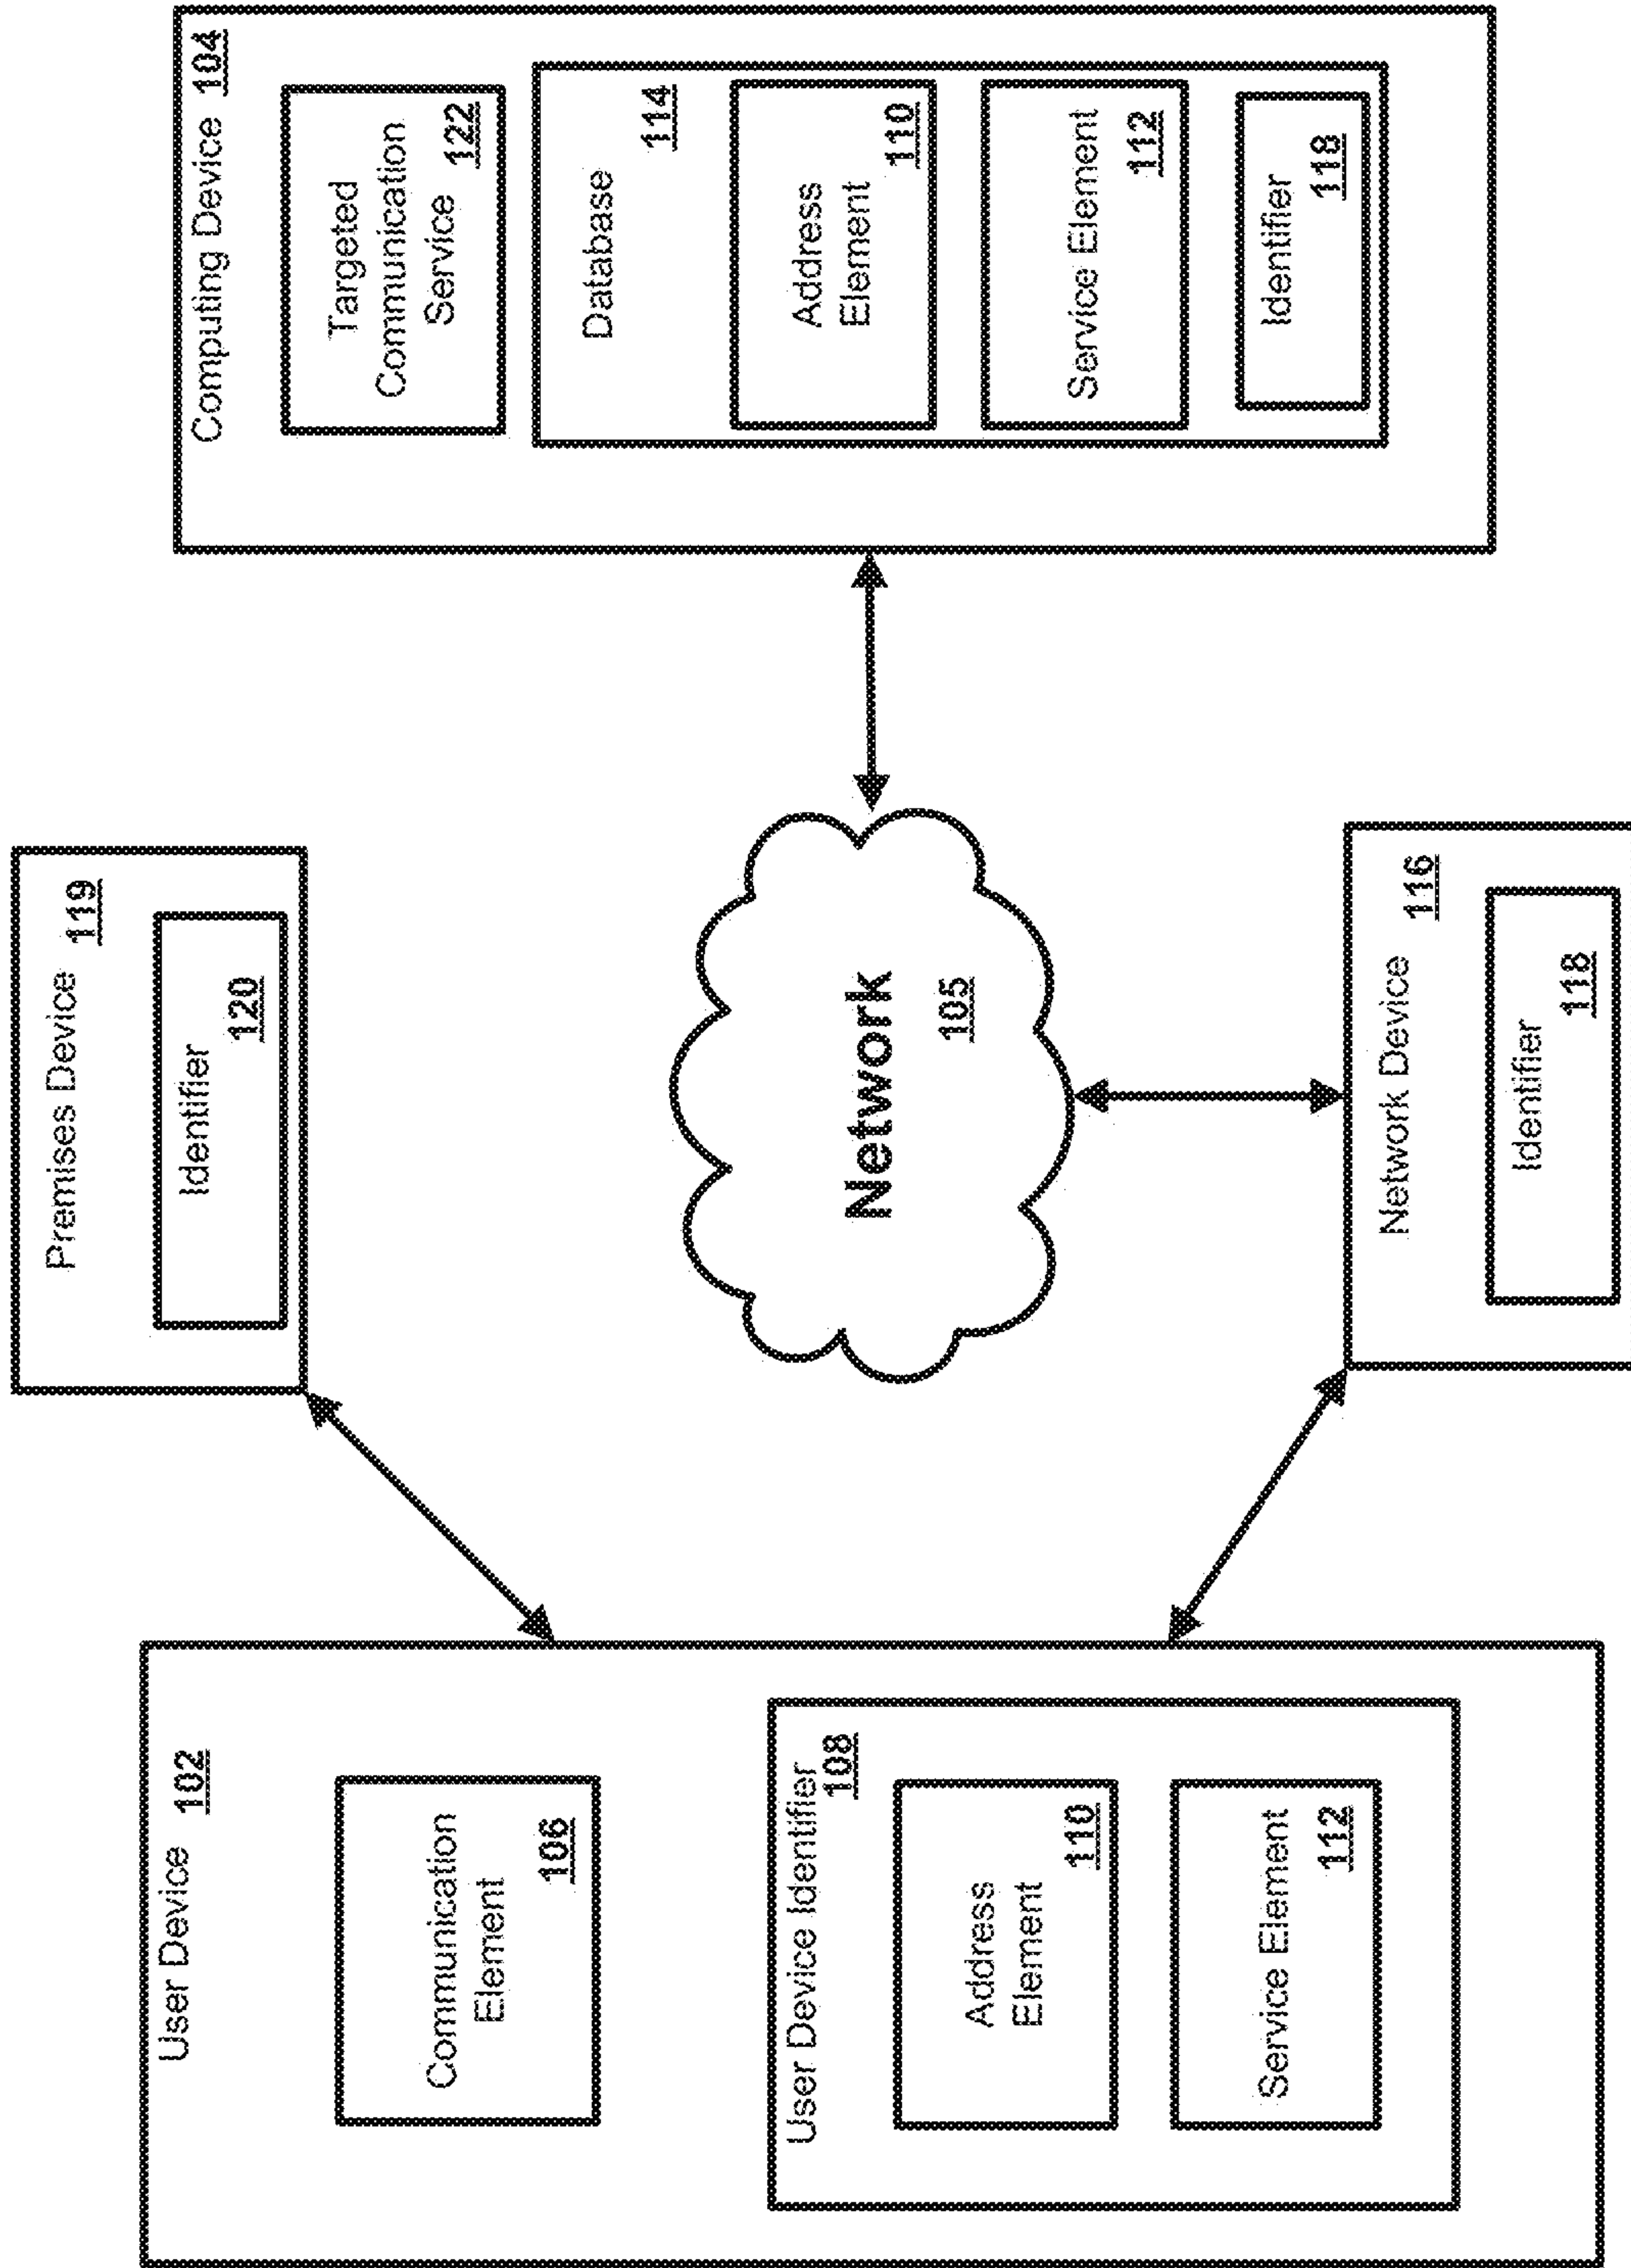 User Device 102
Communication
Element
106
User Device Identifier
108
Address
Element
110
Service Element
112
Premises Device 119
Identifier
120
Network
105
Network Device 116
Identifier
118
Computing Device 104
Targeted
Communication
Service 122
Database
114
Address
Element
110
Service Element
112
Identifier
118